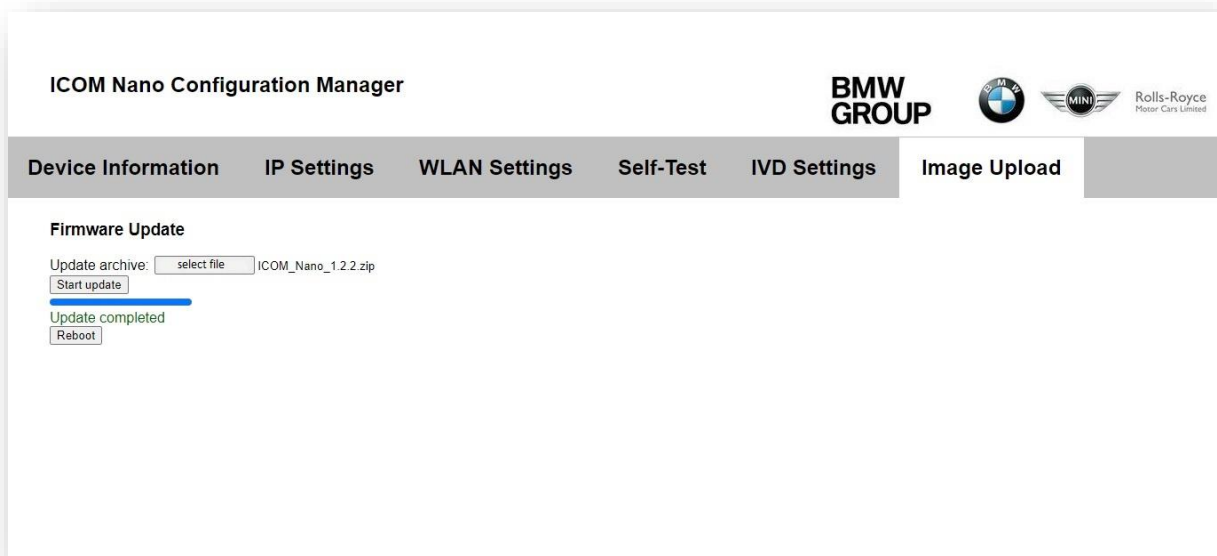 ICOM Nano Configuration Manager
BMW
GROUP
BMW
MINI
Rolls-Royce
Motor Cars Limited
Device Information IP Settings WLAN Settings Self-Test IVD Settings Image Upload
Firmware Update
Update archive: select file ICOM_Nano_1.2.2.zip
Start update
Update completed
Reboot